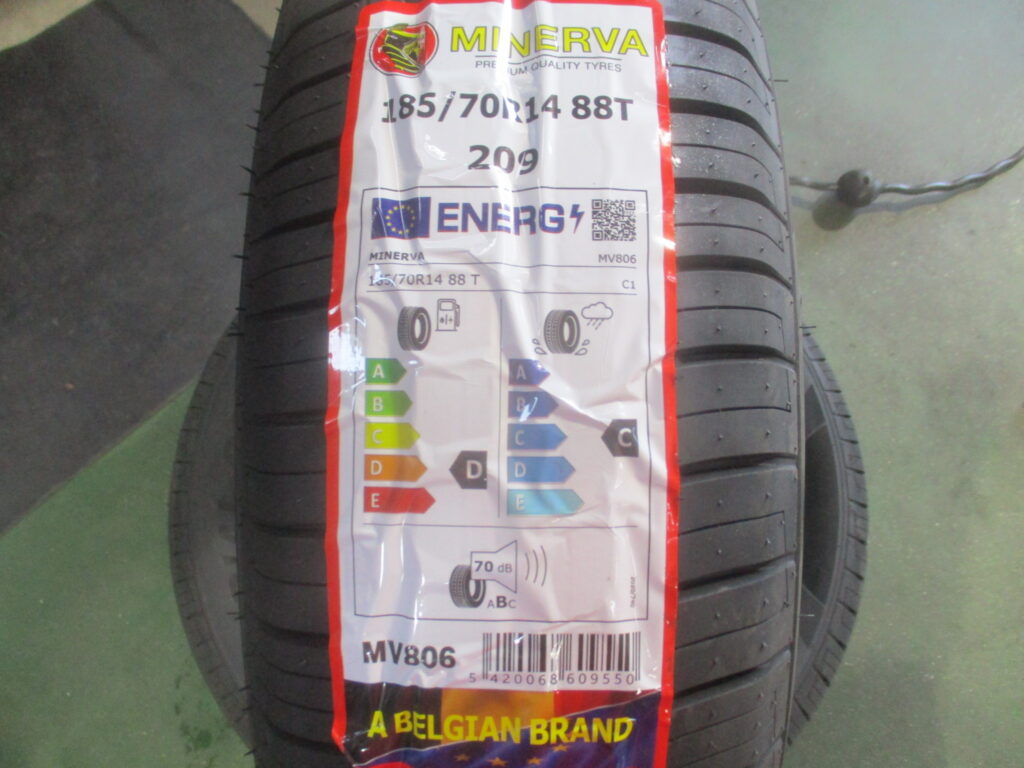 MINERVA
PREMIUM QUALITY TYRES
185/70R14 88T
209
ENERG
MINERVA MV806
185/70R14 88 T C1
A A
B B
C C C
D D D
E E
70 dB
ABC
MV806
5 420068 609550
A BELGIAN BRAND